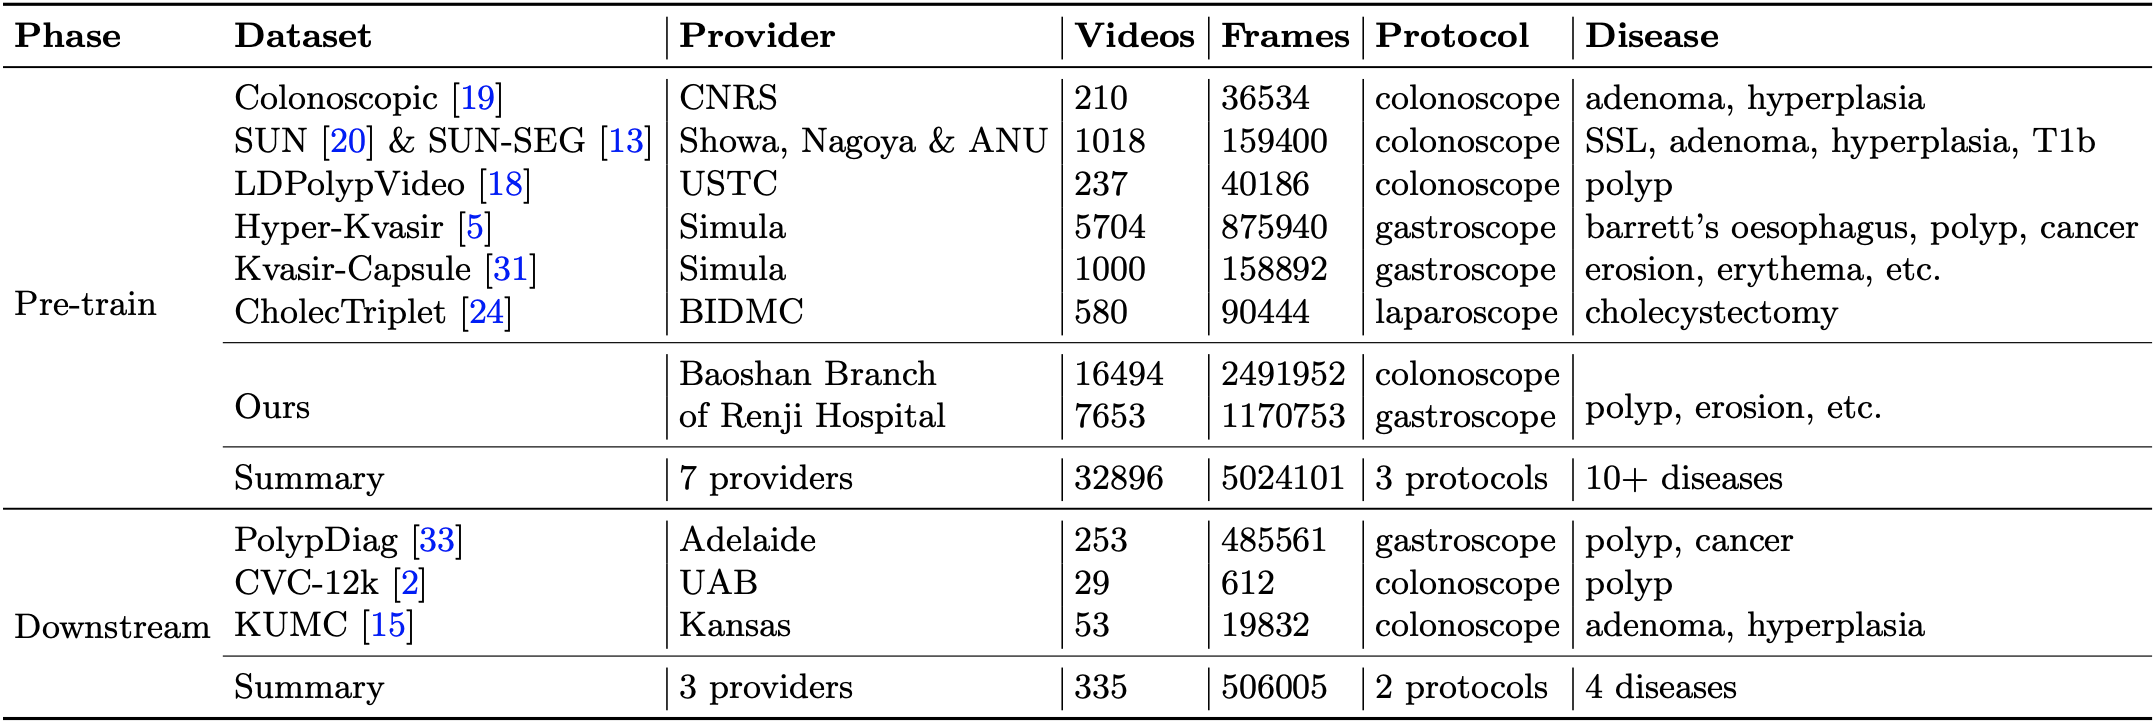 Phase Dataset Provider Videos Frames Protocol Disease
Colonoscopic [19] CNRS 210 36534 colonoscope adenoma, hyperplasia
SUN [20] & SUN-SEG [13] Showa, Nagoya & ANU 1018 159400 colonoscope SSL, adenoma, hyperplasia, T1b
LDPolypVideo [18] USTC 237 40186 colonoscope polyp
Hyper-Kvasir [5] Simula 5704 875940 gastroscope barrett's oesophagus, polyp, cancer
Kvasir-Capsule [31] Simula 1000 158892 gastroscope erosion, erythema, etc.
Pre-train
CholecTriplet [24] BIDMC 580 90444 laparoscope cholecystectomy
Baoshan Branch 16494 2491952 colonoscope
Ours polyp, erosion, etc.
of Renji Hospital 7653 1170753 gastroscope
Summary 7 providers 32896 5024101 3 protocols 10+ diseases
PolypDiag [33] Adelaide 253 485561 gastroscope polyp, cancer
CVC-12k [2] UAB 29 612 colonoscope polyp
Downstream KUMC [15] Kansas 53 19832 colonoscope adenoma, hyperplasia
Summary 3 providers 335 506005 2 protocols 4 diseases